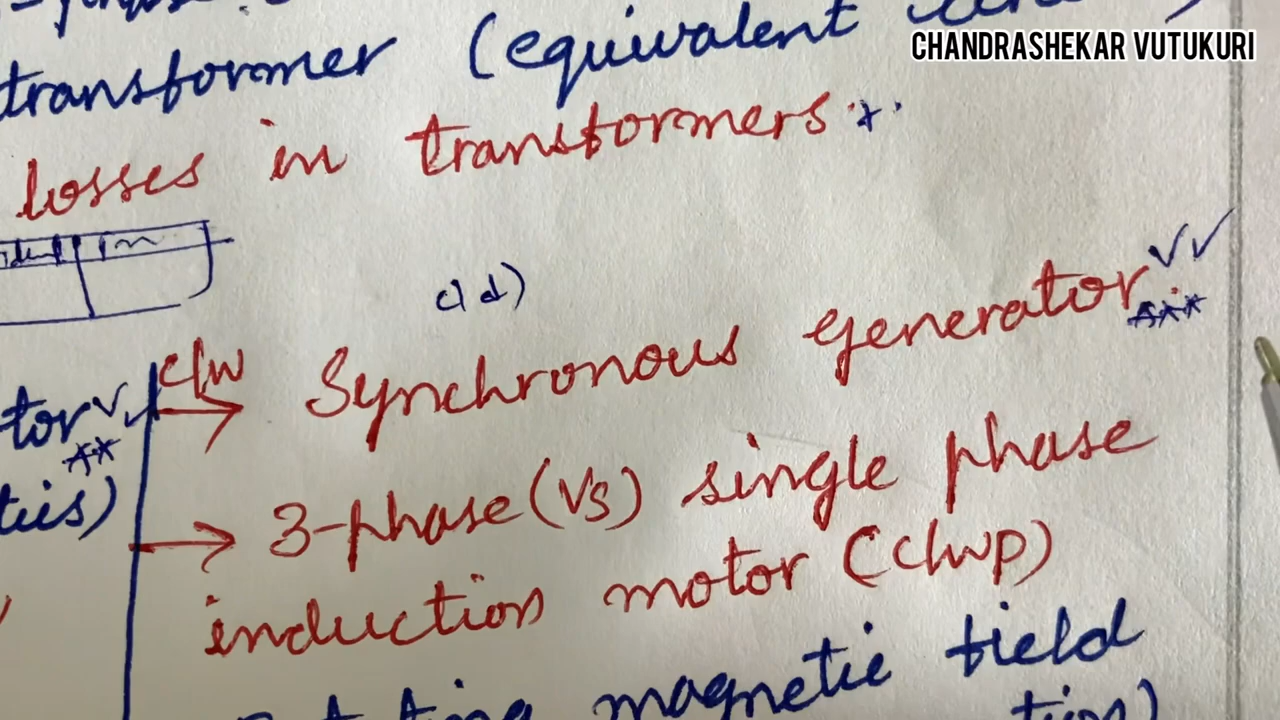 CHANDRASHEKAR VUTUKURI
transformer (equivalent
losses in transformers
c/d)
c/w
Synchronous generator
tor
3-phase (VS) single phase
induction motor (c/wp)
magnetic field